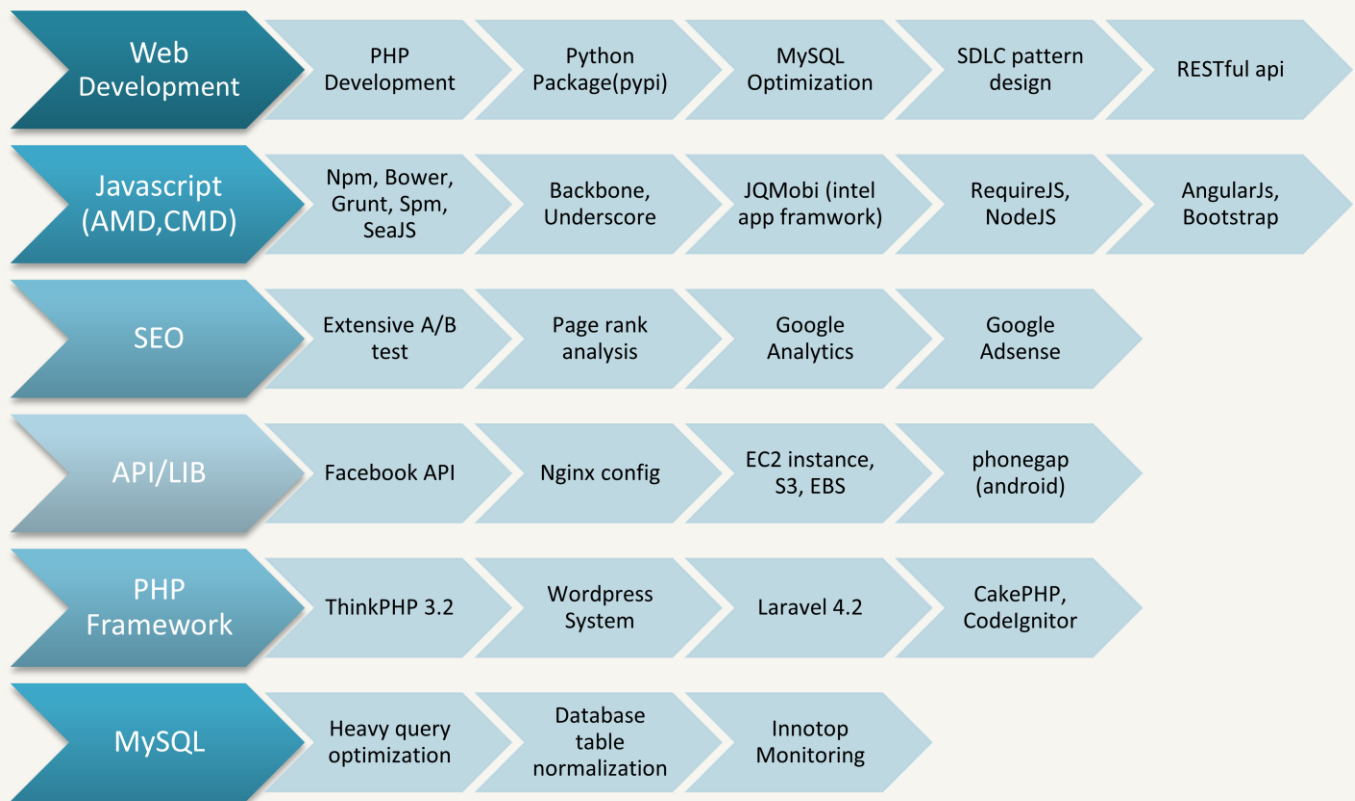 Web
Development
PHP
Development
Python
Package(pypi)
MySQL
Optimization
SDLC pattern
design
RESTful api
Javascript
(AMD,CMD)
Npm, Bower,
Grunt, Spm,
SeaJS
Backbone,
Underscore
JQMobi (intel
app framwork)
RequireJS,
NodeJS
AngularJs,
Bootstrap
SEO
Extensive A/B
test
Page rank
analysis
Google
Analytics
Google
Adsense
API/LIB
Facebook API
Nginx config
EC2 instance,
S3, EBS
phonegap
(android)
PHP
Framework
ThinkPHP 3.2
Wordpress
System
Laravel 4.2
CakePHP,
CodeIgnitor
MySQL
Heavy query
optimization
Database
table
normalization
Innotop
Monitoring